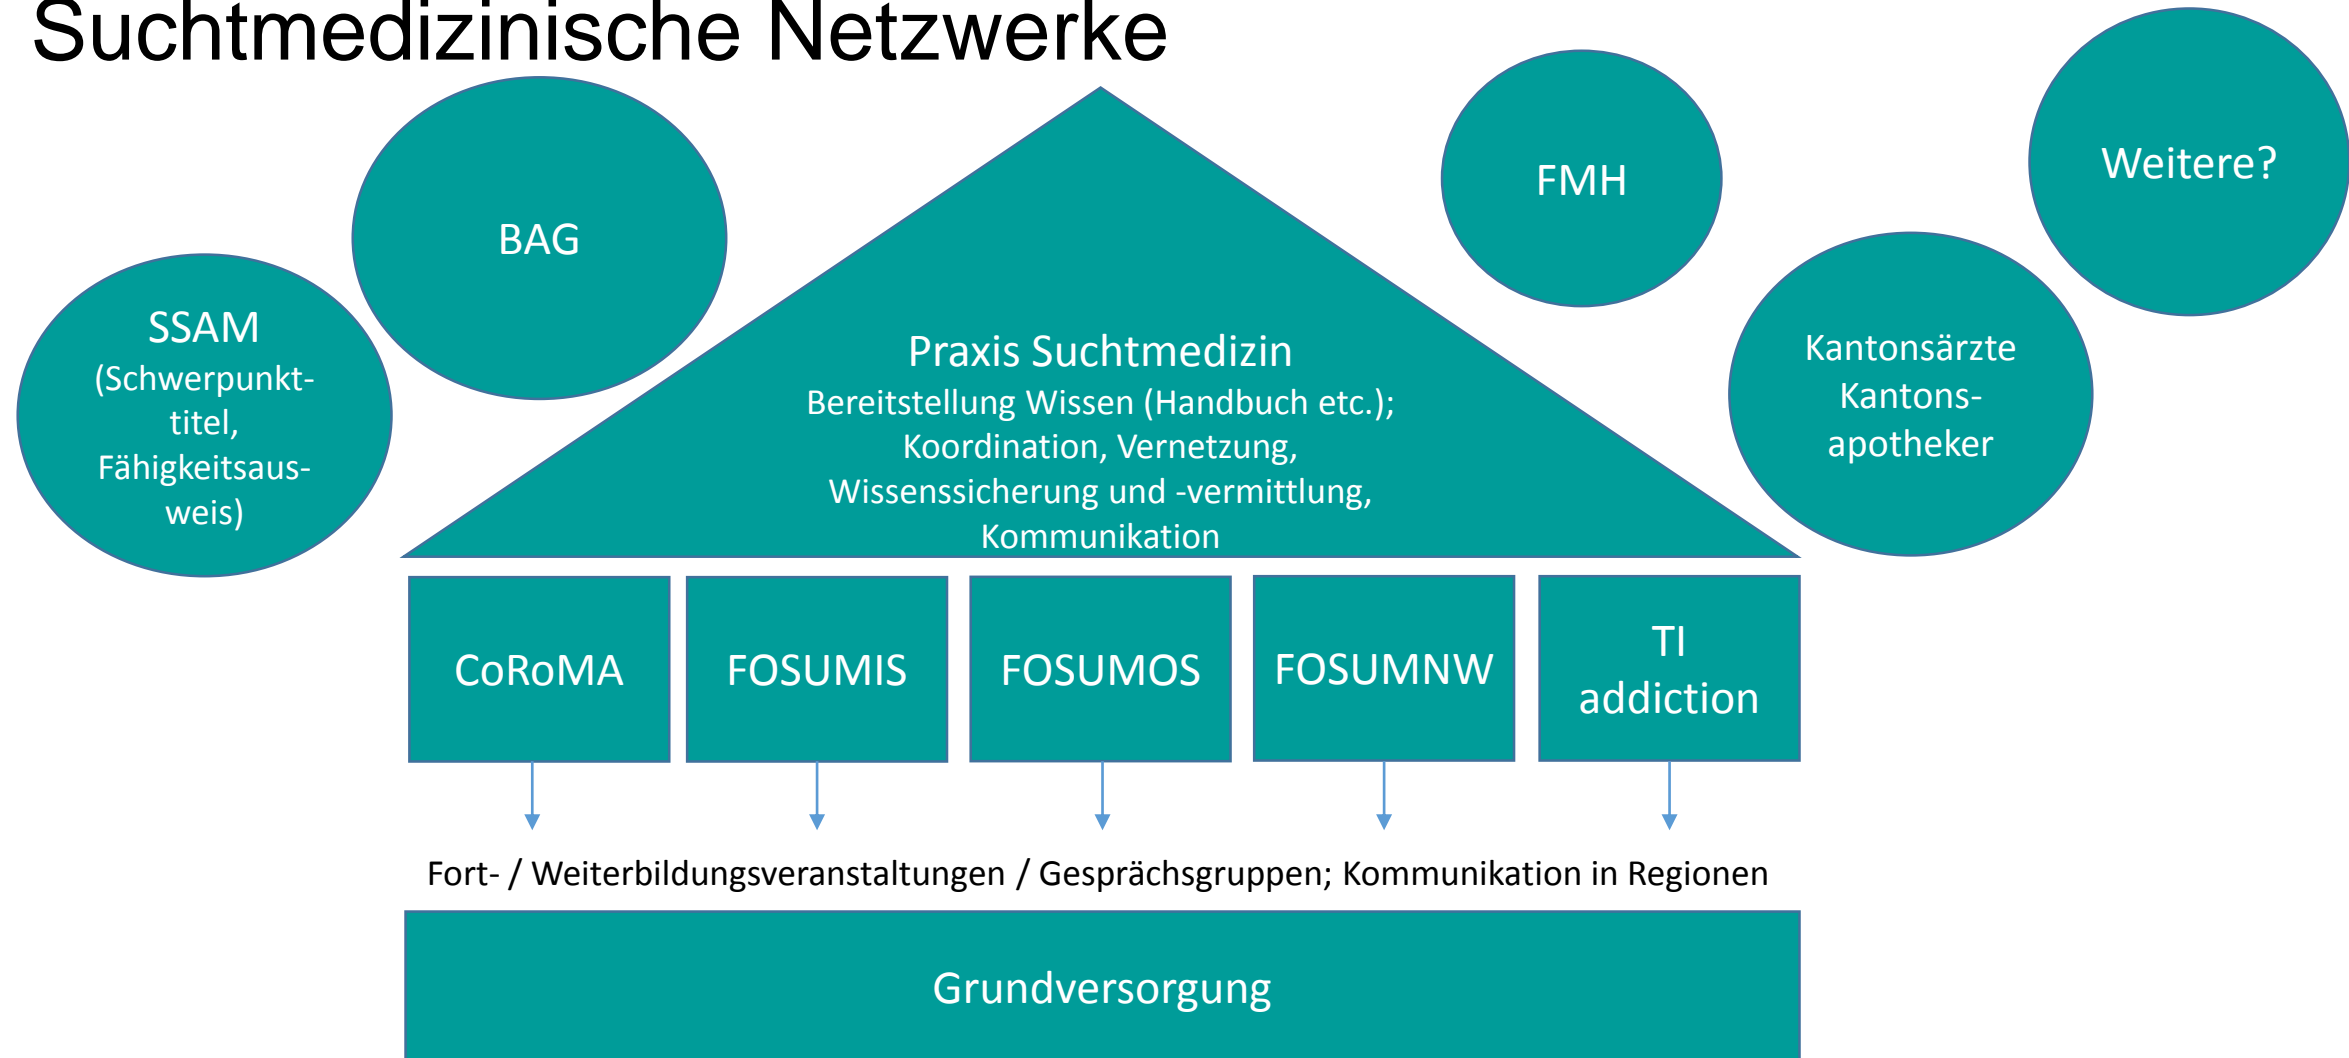 Suchtmedizinische Netzwerke
BAG
FMH
Weitere?
SSAM
(Schwerpunkt-
titel,
Fähigkeitsaus-
weis)
Praxis Suchtmedizin
Bereitstellung Wissen (Handbuch etc.);
Koordination, Vernetzung,
Wissenssicherung und -vermittlung,
Kommunikation
Kantonsärzte
Kantons-
apotheker
CoRoMA
FOSUMIS
FOSUMOS
FOSUMNW
TI
addiction
Fort- / Weiterbildungsveranstaltungen / Gesprächsgruppen; Kommunikation in Regionen
Grundversorgung